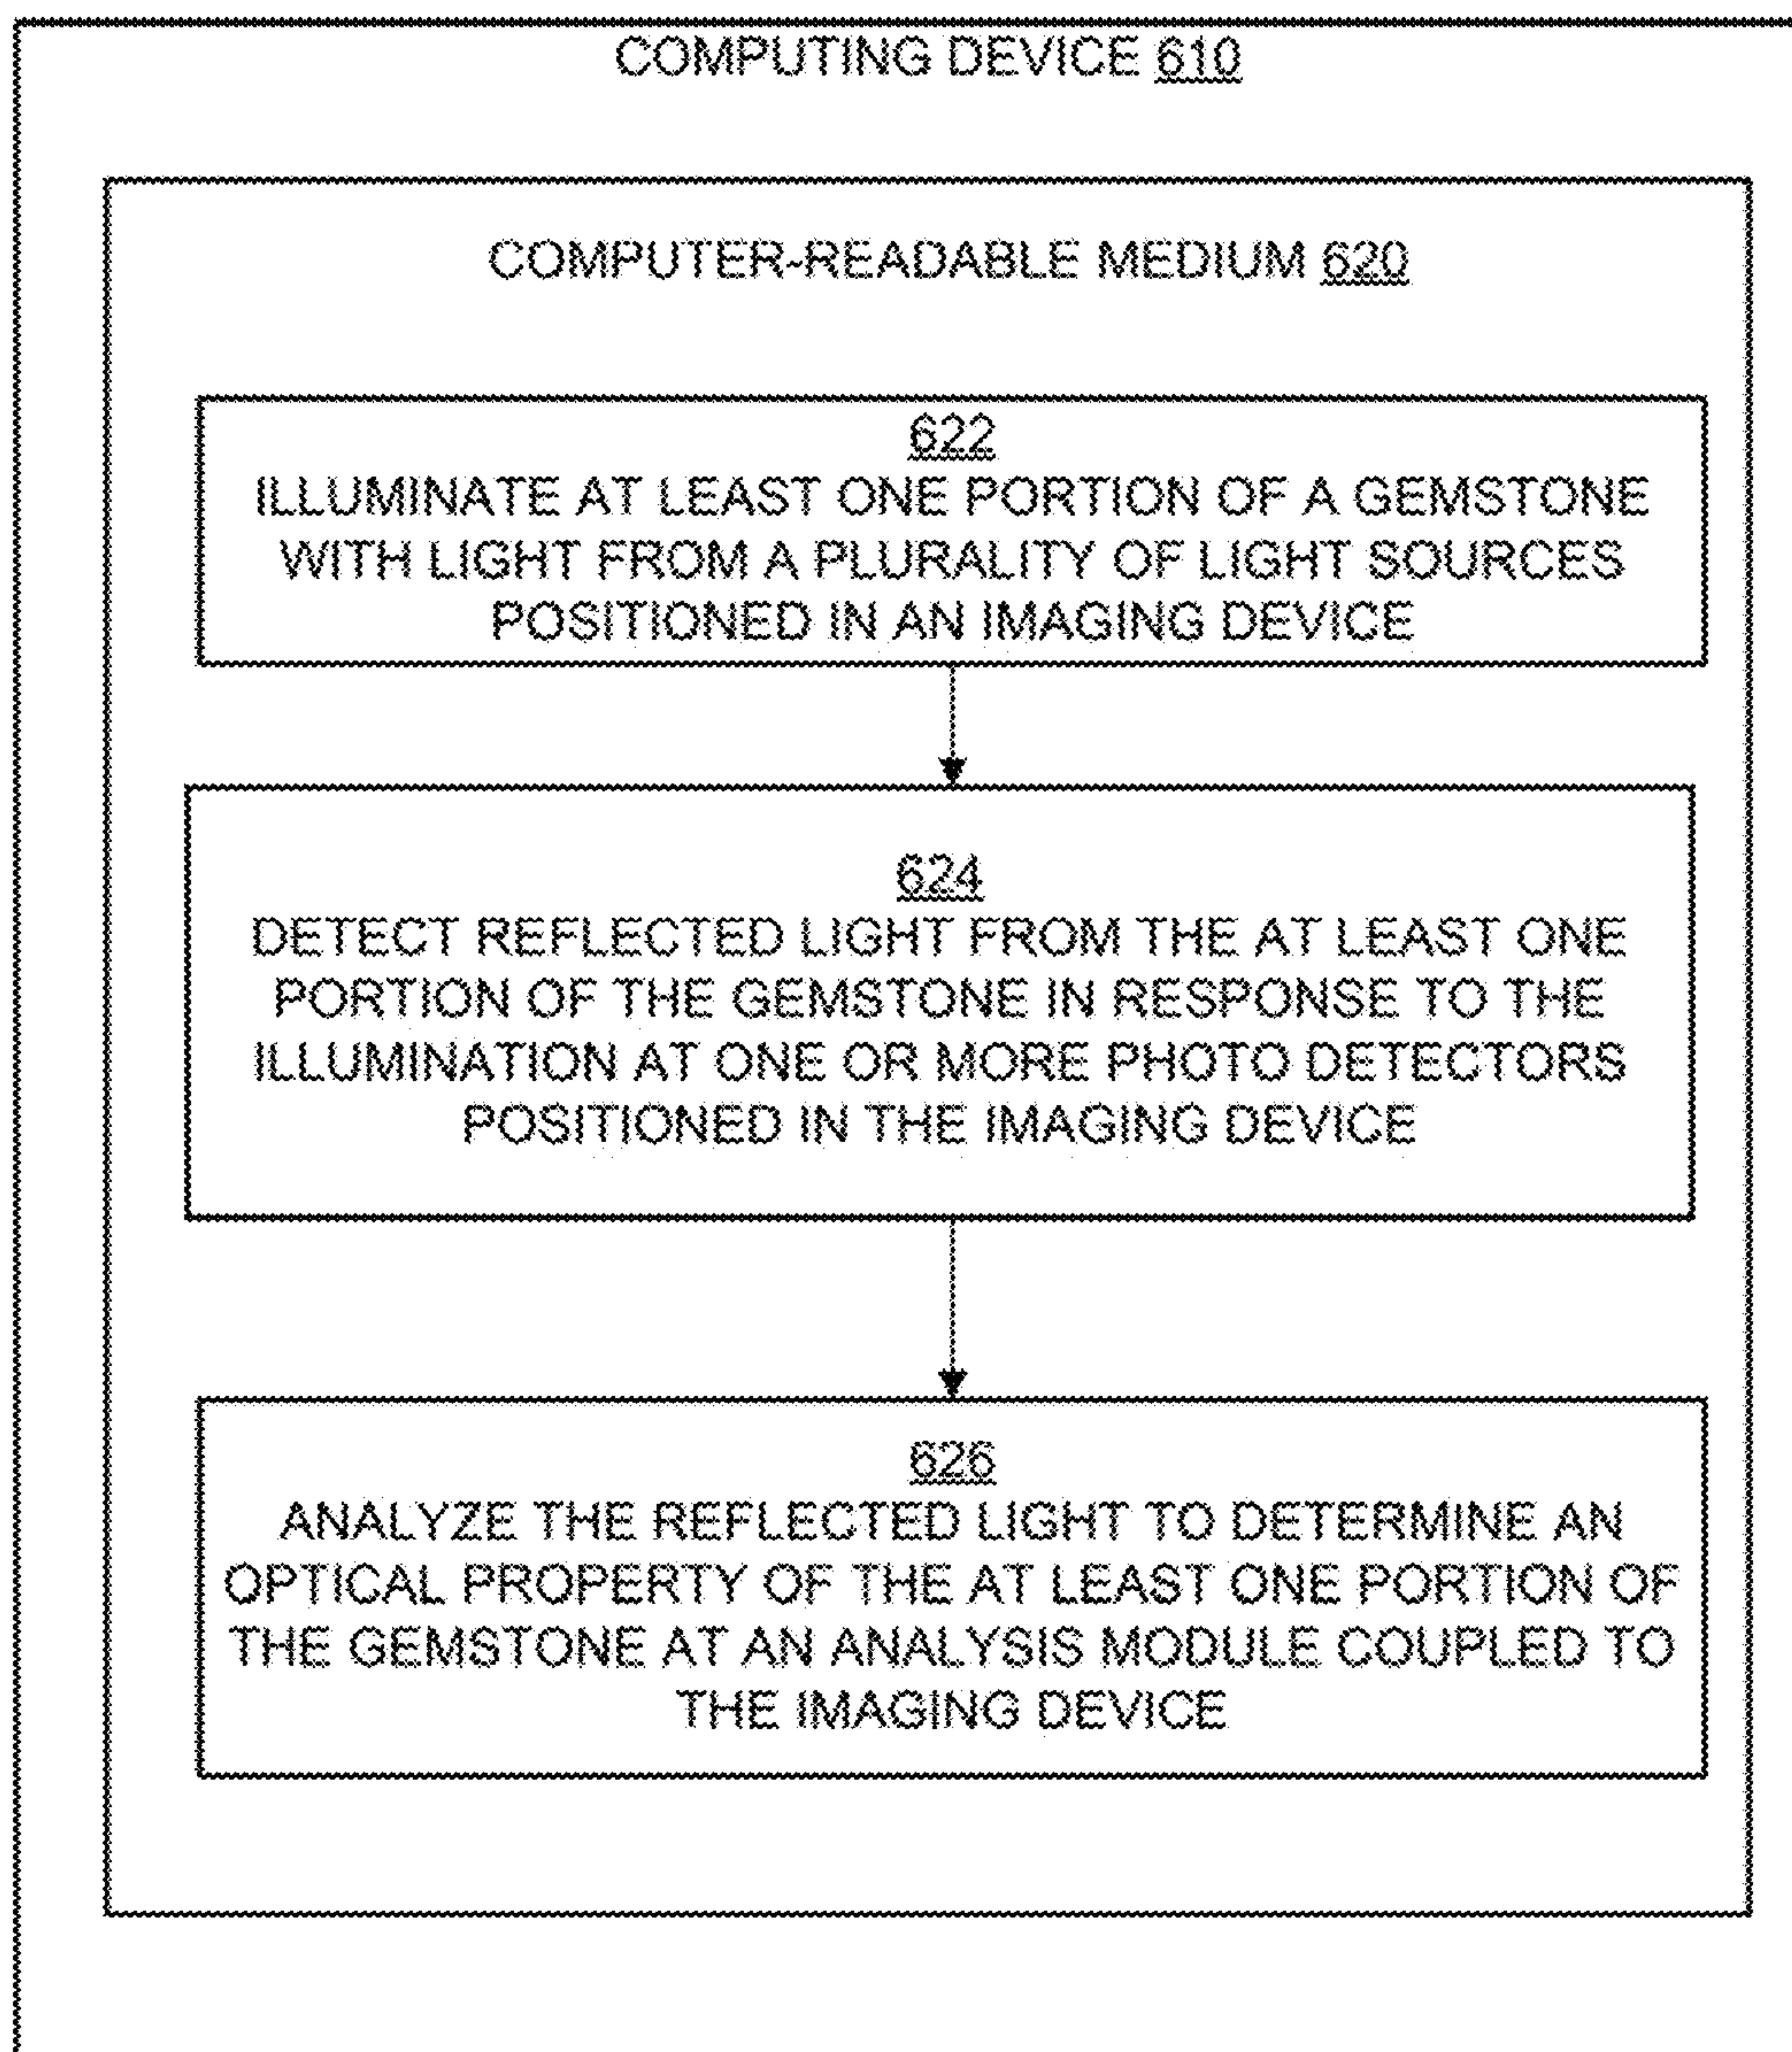 COMPUTING DEVICE 610
COMPUTER-READABLE MEDIUM 620
622
ILLUMINATE AT LEAST ONE PORTION OF A GEMSTONE
WITH LIGHT FROM A PLURALITY OF LIGHT SOURCES
POSITIONED IN AN IMAGING DEVICE
624
DETECT REFLECTED LIGHT FROM THE AT LEAST ONE
PORTION OF THE GEMSTONE IN RESPONSE TO THE
ILLUMINATION AT ONE OR MORE PHOTO DETECTORS
POSITIONED IN THE IMAGING DEVICE
626
ANALYZE THE REFLECTED LIGHT TO DETERMINE AN
OPTICAL PROPERTY OF THE AT LEAST ONE PORTION OF
THE GEMSTONE AT AN ANALYSIS MODULE COUPLED TO
THE IMAGING DEVICE